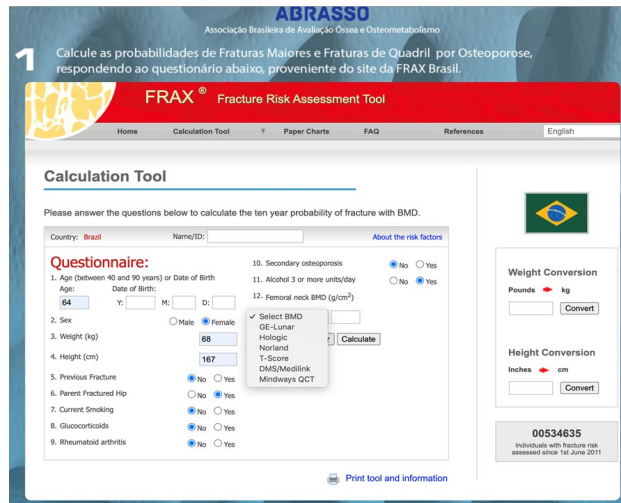 ABRASSO
Associação Brasileira de Avaliação Óssea e Osteometabolismo
1 Calcule as probabilidades de Fraturas Maiores e Fraturas de Quadril por Osteoporose,
respondendo ao questionário abaixo, proveniente do site da FRAX Brasil.
FRAX ® Fracture Risk Assessment Tool
Home Calculation Tool ▼ Paper Charts FAQ References English
Calculation Tool
Please answer the questions below to calculate the ten year probability of fracture with BMD.
Country: Brazil Name/ID: About the risk factors
Questionnaire:
1. Age (between 40 and 90 years) or Date of Birth
Age: Date of Birth:
64 Y: M: D:
2. Sex Male Female
3. Weight (kg) 68
4. Height (cm) 167
5. Previous Fracture No Yes
6. Parent Fractured Hip No Yes
7. Current Smoking No Yes
8. Glucocorticoids No Yes
9. Rheumatoid arthritis No Yes
10. Secondary osteoporosis No Yes
11. Alcohol 3 or more units/day No Yes
12. Femoral neck BMD (g/cm²)
✓ Select BMD
GE-Lunar
Hologic
Norland
T-Score
DMS/Medilink
Mindways QCT
Calculate
Print tool and information
Weight Conversion
Pounds kg
Convert
Height Conversion
Inches cm
Convert
00534635
Individuals with fracture risk
assessed since 1st June 2011